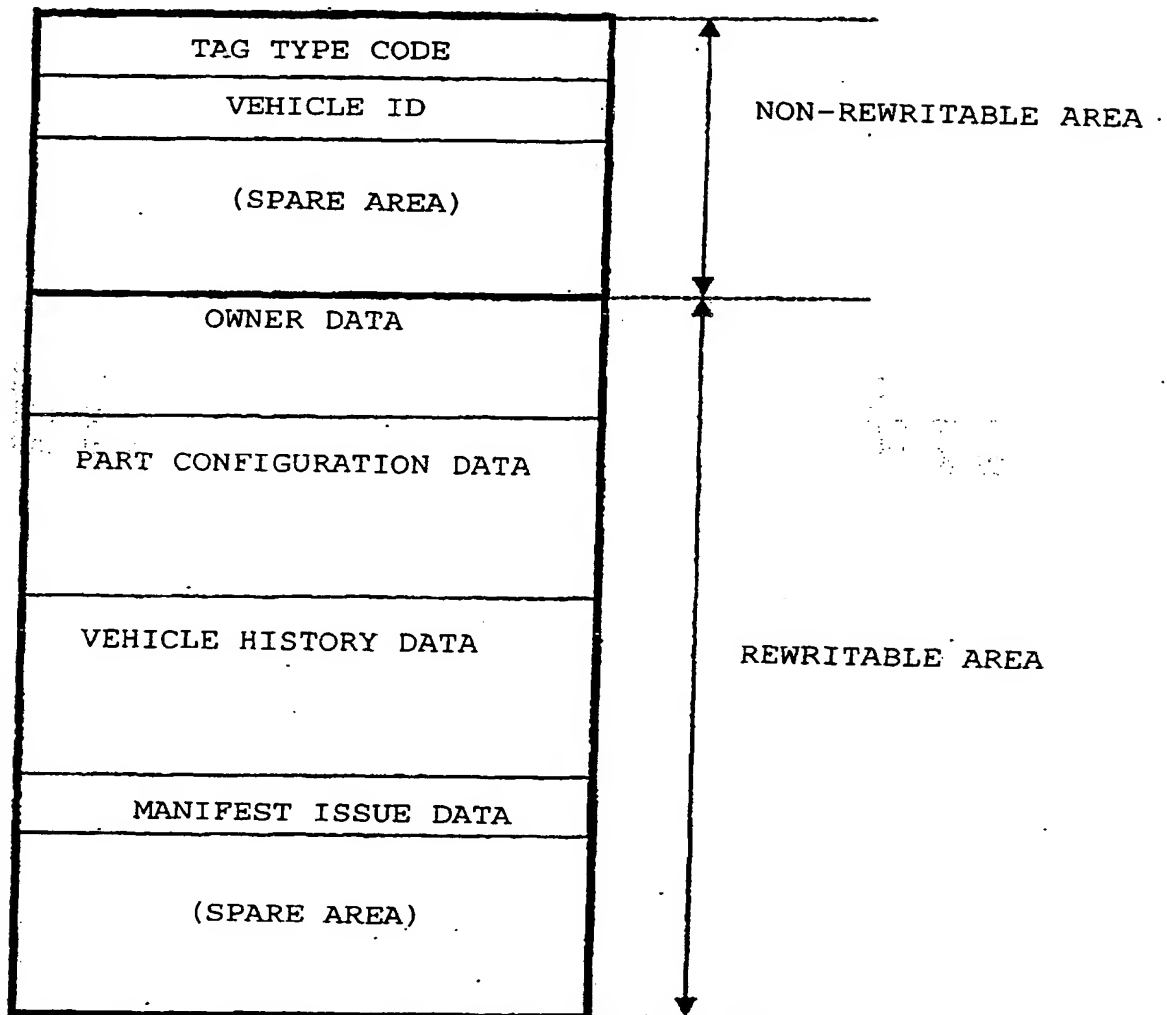 TAG TYPE CODE
VEHICLE ID
NON-REWRITABLE AREA
(SPARE AREA)
OWNER DATA
PART CONFIGURATION DATA
VEHICLE HISTORY DATA
REWRITABLE AREA
MANIFEST ISSUE DATA
(SPARE AREA)